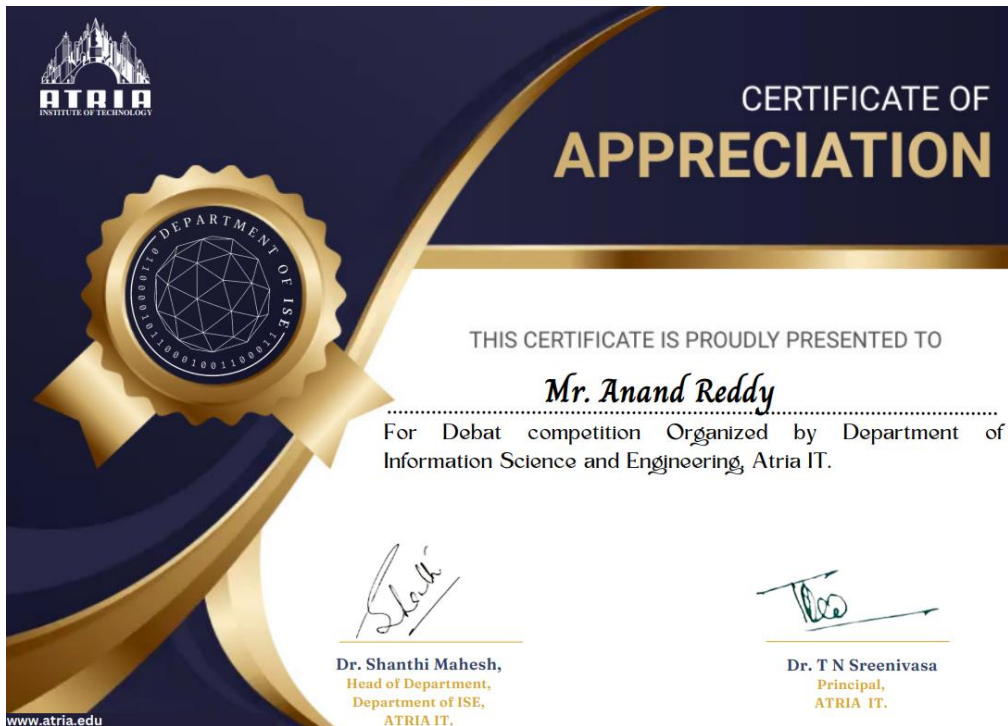 ATRIA
INSTITUTE OF TECHNOLOGY
CERTIFICATE OF
APPRECIATION
DEPARTMENT OF ISE
THIS CERTIFICATE IS PROUDLY PRESENTED TO
Mr. Anand Reddy
For Debat competition Organized by Department of
Information Science and Engineering, Atria IT.
Dr. Shanthi Mahesh,
Head of Department,
Department of ISE,
ATRIA IT.
Dr. T N Sreenivasa
Principal,
ATRIA IT.
www.atria.edu